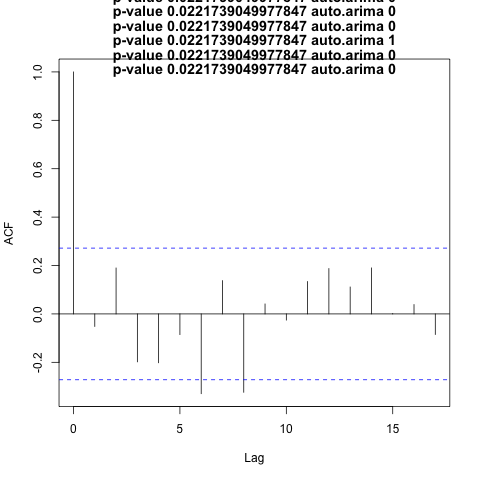 p-value 0.0221739049977847 auto.arima 0
p-value 0.0221739049977847 auto.arima 0
p-value 0.0221739049977847 auto.arima 0
p-value 0.0221739049977847 auto.arima 1
p-value 0.0221739049977847 auto.arima 0
p-value 0.0221739049977847 auto.arima 0
1.0
0.8
0.6
0.4
0.2
0.0
-0.2
ACF
0 5 10 15
Lag